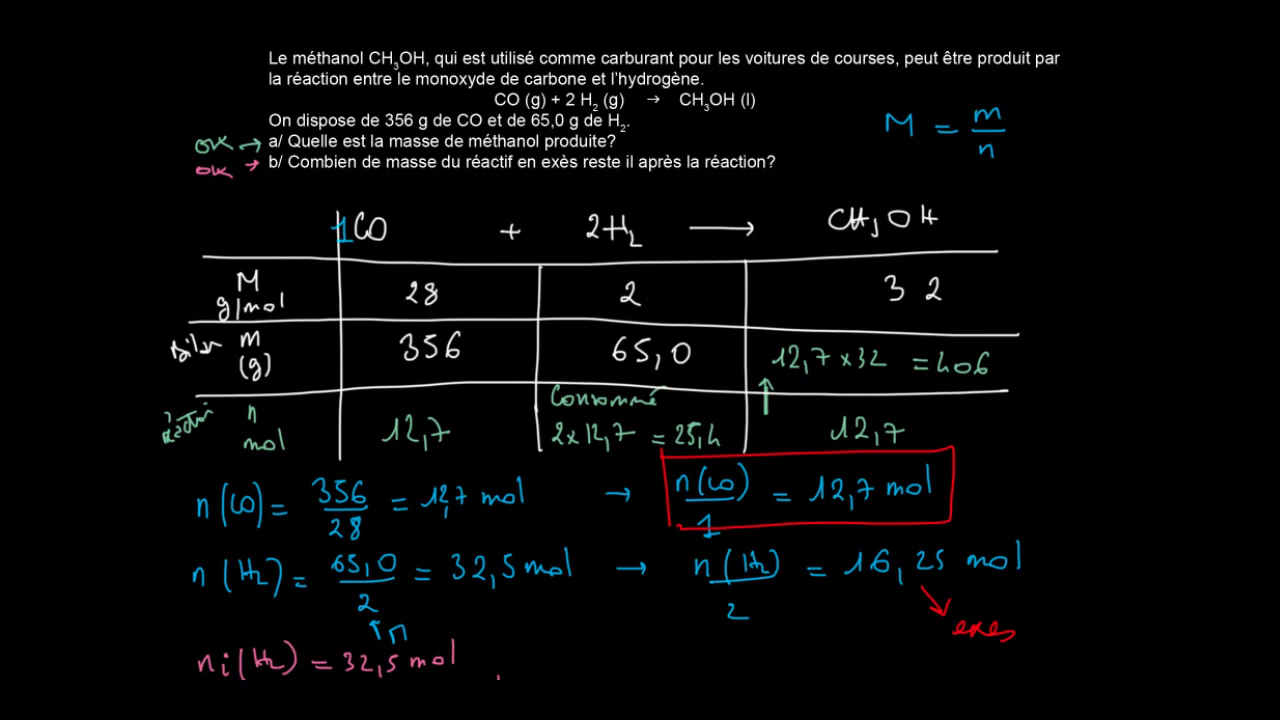 Le méthanol CH3OH, qui est utilisé comme carburant pour les voitures de courses, peut être produit par
la réaction entre le monoxyde de carbone et l'hydrogène.
CO (g) + 2 H2 (g) → CH3OH (l)
On dispose de 356 g de CO et de 65,0 g de H2.
OK → a/ Quelle est la masse de méthanol produite?
OK → b/ Combien de masse du réactif en exès reste il après la réaction?
M = m/n
1CO + 2H2 → CH3OH
M g/mol 28 2 32
Bilan m (g) 356 65,0 12,7 × 32 = 406
n mol 12,7 Consommé 2 × 12,7 = 25,4 12,7
n(CO) = 356/28 = 12,7 mol → n(CO)/1 = 12,7 mol
n(H2) = 65,0/2 = 32,5 mol → n(H2)/2 = 16,25 mol
↑ M
exes
ni(H2) = 32,5 mol